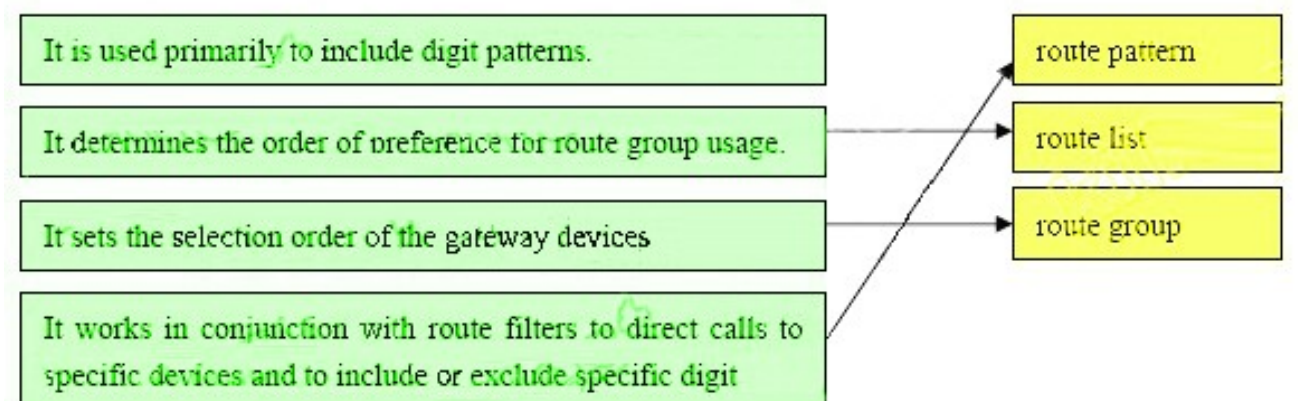 It is used primarily to include digit patterns.
route pattern
It determines the order of preference for route group usage.
route list
It sets the selection order of the gateway devices
route group
It works in conjunction with route filters to direct calls to
specific devices and to include or exclude specific digit